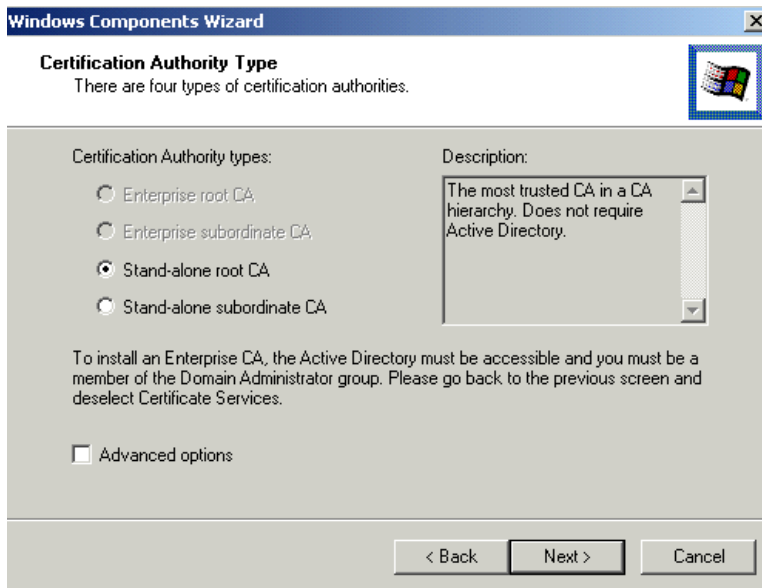 Windows Components Wizard
Certification Authority Type
There are four types of certification authorities.
Certification Authority types:
Description:
Enterprise root CA
Enterprise subordinate CA
Stand-alone root CA
Stand-alone subordinate CA
The most trusted CA in a CA
hierarchy. Does not require
Active Directory.
To install an Enterprise CA, the Active Directory must be accessible and you must be a
member of the Domain Administrator group. Please go back to the previous screen and
deselect Certificate Services.
Advanced options
< Back
Next >
Cancel